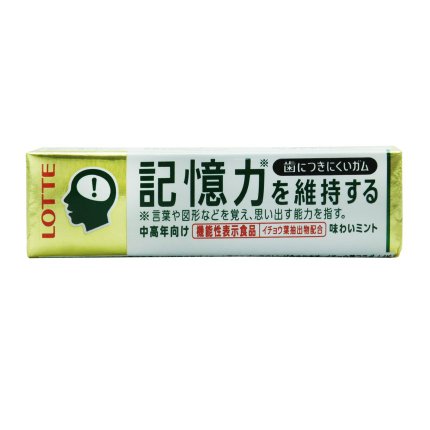 LOTTE
歯につきにくいガム
記憶力※を維持する
※言葉や図形などを覚え、思い出す能力を指す。
中高年向け 機能性表示食品 イチョウ葉抽出物配合 味わいミント